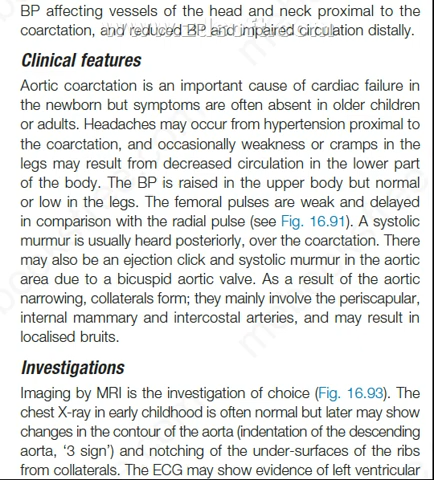 BP affecting vessels of the head and neck proximal to the
coarctation, and reduced BP and impaired circulation distally.
Clinical features
Aortic coarctation is an important cause of cardiac failure in
the newborn but symptoms are often absent in older children
or adults. Headaches may occur from hypertension proximal to
the coarctation, and occasionally weakness or cramps in the
legs may result from decreased circulation in the lower part
of the body. The BP is raised in the upper body but normal
or low in the legs. The femoral pulses are weak and delayed
in comparison with the radial pulse (see Fig. 16.91). A systolic
murmur is usually heard posteriorly, over the coarctation. There
may also be an ejection click and systolic murmur in the aortic
area due to a bicuspid aortic valve. As a result of the aortic
narrowing, collaterals form; they mainly involve the periscapular,
internal mammary and intercostal arteries, and may result in
localised bruits.
Investigations
Imaging by MRI is the investigation of choice (Fig. 16.93). The
chest X-ray in early childhood is often normal but later may show
changes in the contour of the aorta (indentation of the descending
aorta, ‘3 sign’) and notching of the under-surfaces of the ribs
from collaterals. The ECG may show evidence of left ventricular